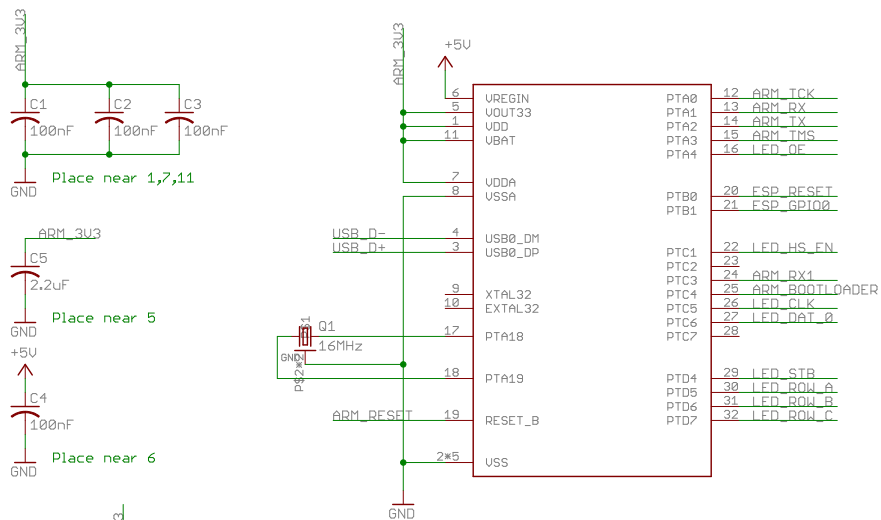 ARM_3V3
C1
100nF
C2
100nF
C3
100nF
GND
Place near 1,7,11
ARM_3V3
C5
2.2uF
GND
Place near 5
+5V
C4
100nF
GND
Place near 6
3
ARM_3V3
+5V
6 VREGIN
5 VOUT33
1 VDD
11 VBAT
7 VDDA
8 VSSA
USB_D- 4 USB0_DM
USB_D+ 3 USB0_DP
9 XTAL32
10 EXTAL32
Q1
16MHz
GND
17 PTA18
18 PTA19
ARM_RESET 19 RESET_B
2*5 VSS
GND
PTA0 12 ARM_TCK
PTA1 13 ARM_RX
PTA2 14 ARM_TX
PTA3 15 ARM_TMS
PTA4 16 LED_OE
PTB0 20 ESP_RESET
PTB1 21 ESP_GPIO0
PTC1 22 LED_HS_EN
PTC2 23
PTC3 24 ARM_RX1
PTC4 25 ARM_BOOTLOADER
PTC5 26 LED_CLK
PTC6 27 LED_DAT_0
PTC7 28
PTD4 29 LED_STB
PTD5 30 LED_ROW_A
PTD6 31 LED_ROW_B
PTD7 32 LED_ROW_C